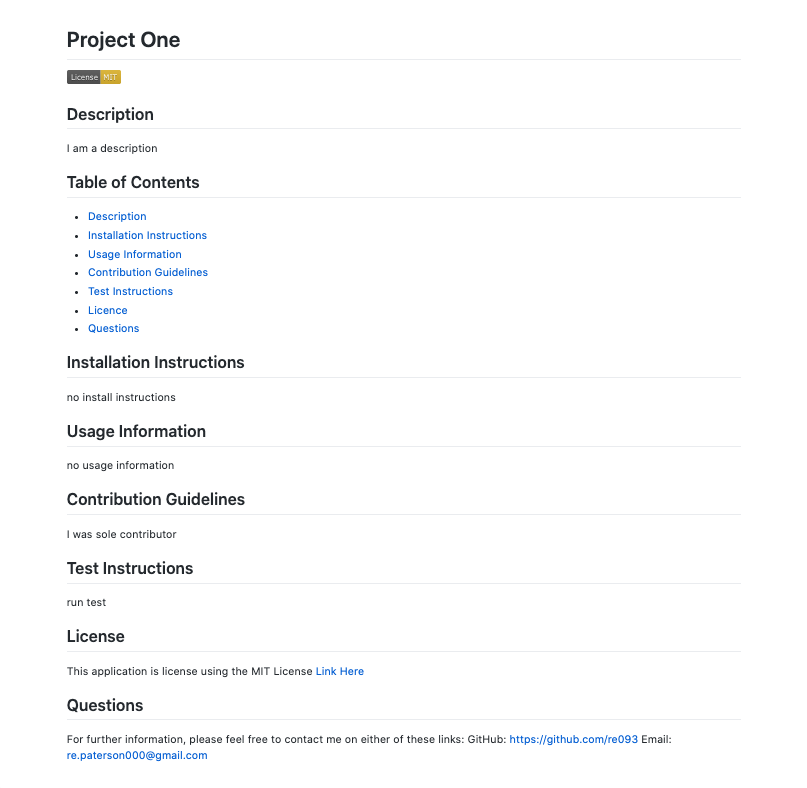 Project One
License MIT
Description
I am a description
Table of Contents
Description
Installation Instructions
Usage Information
Contribution Guidelines
Test Instructions
Licence
Questions
Installation Instructions
no install instructions
Usage Information
no usage information
Contribution Guidelines
I was sole contributor
Test Instructions
run test
License
This application is license using the MIT License Link Here
Questions
For further information, please feel free to contact me on either of these links: GitHub: https://github.com/re093 Email:
re.paterson000@gmail.com